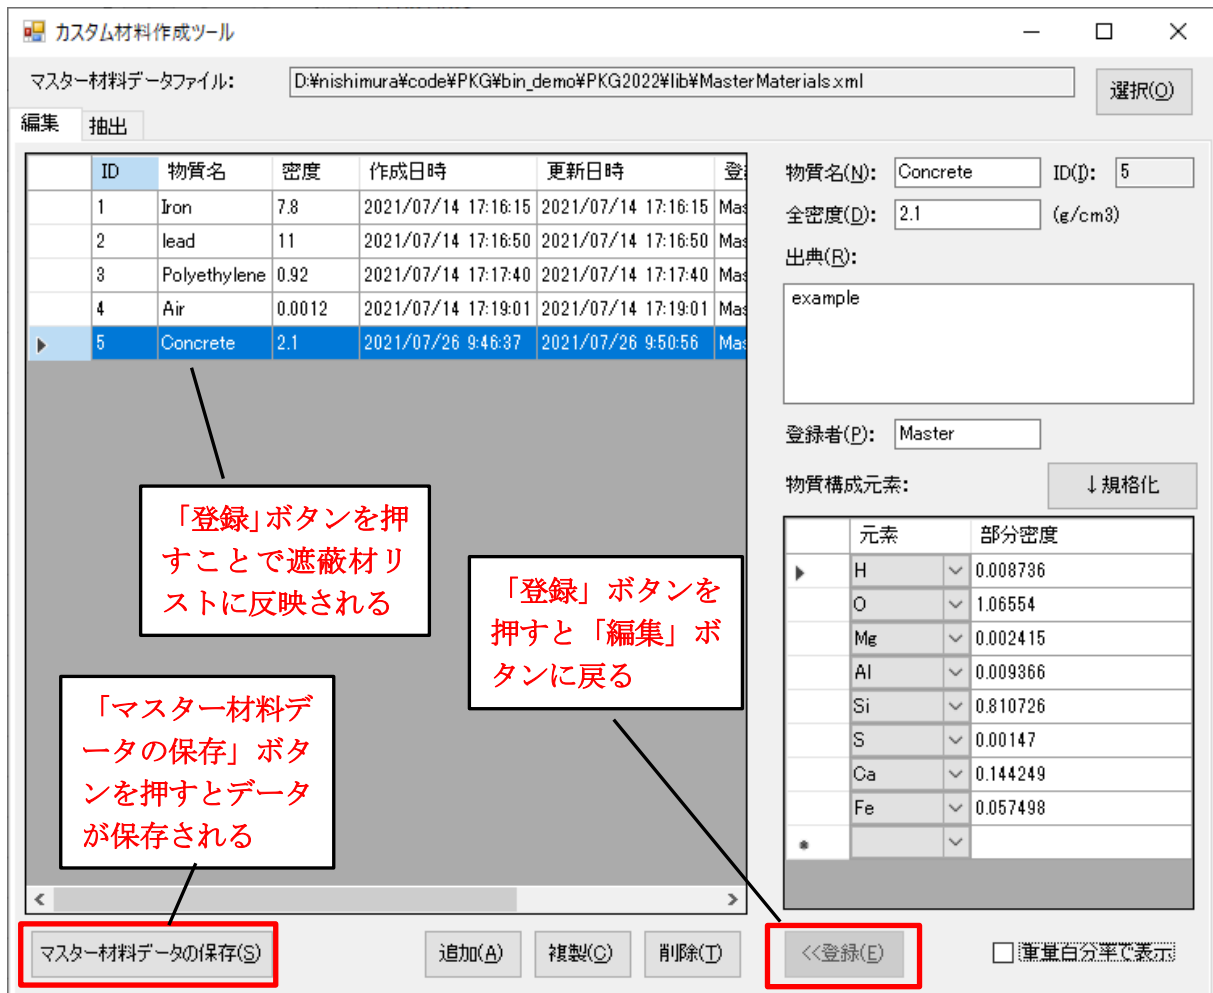 カスタム材料作成ツール
マスター材料データファイル: D:¥nishimura¥code¥PKG¥bin_demo¥PKG2022¥lib¥MasterMaterials.xml 選択(O)
編集 抽出
ID 物質名 密度 作成日時 更新日時 登
1 Iron 7.8 2021/07/14 17:16:15 2021/07/14 17:16:15 Mas
2 lead 11 2021/07/14 17:16:50 2021/07/14 17:16:50 Mas
3 Polyethylene 0.92 2021/07/14 17:17:40 2021/07/14 17:17:40 Mas
4 Air 0.0012 2021/07/14 17:19:01 2021/07/14 17:19:01 Mas
5 Concrete 2.1 2021/07/26 9:46:37 2021/07/26 9:50:56 Mas
「登録」ボタンを押
すことで遮蔽材リ
ストに反映される
「登録」ボタンを
押すと「編集」ボ
タンに戻る
「マスター材料デ
ータの保存」ボタ
ンを押すとデータ
が保存される
マスター材料データの保存(S) 追加(A) 複製(C) 削除(T)
物質名(N): Concrete ID(I): 5
全密度(D): 2.1 (g/cm3)
出典(R):
example
登録者(P): Master
物質構成元素: ↓規格化
元素 部分密度
H 0.008736
O 1.06554
Mg 0.002415
Al 0.009366
Si 0.810726
S 0.00147
Ca 0.144249
Fe 0.057498
<<登録(E) 重量百分率で表示